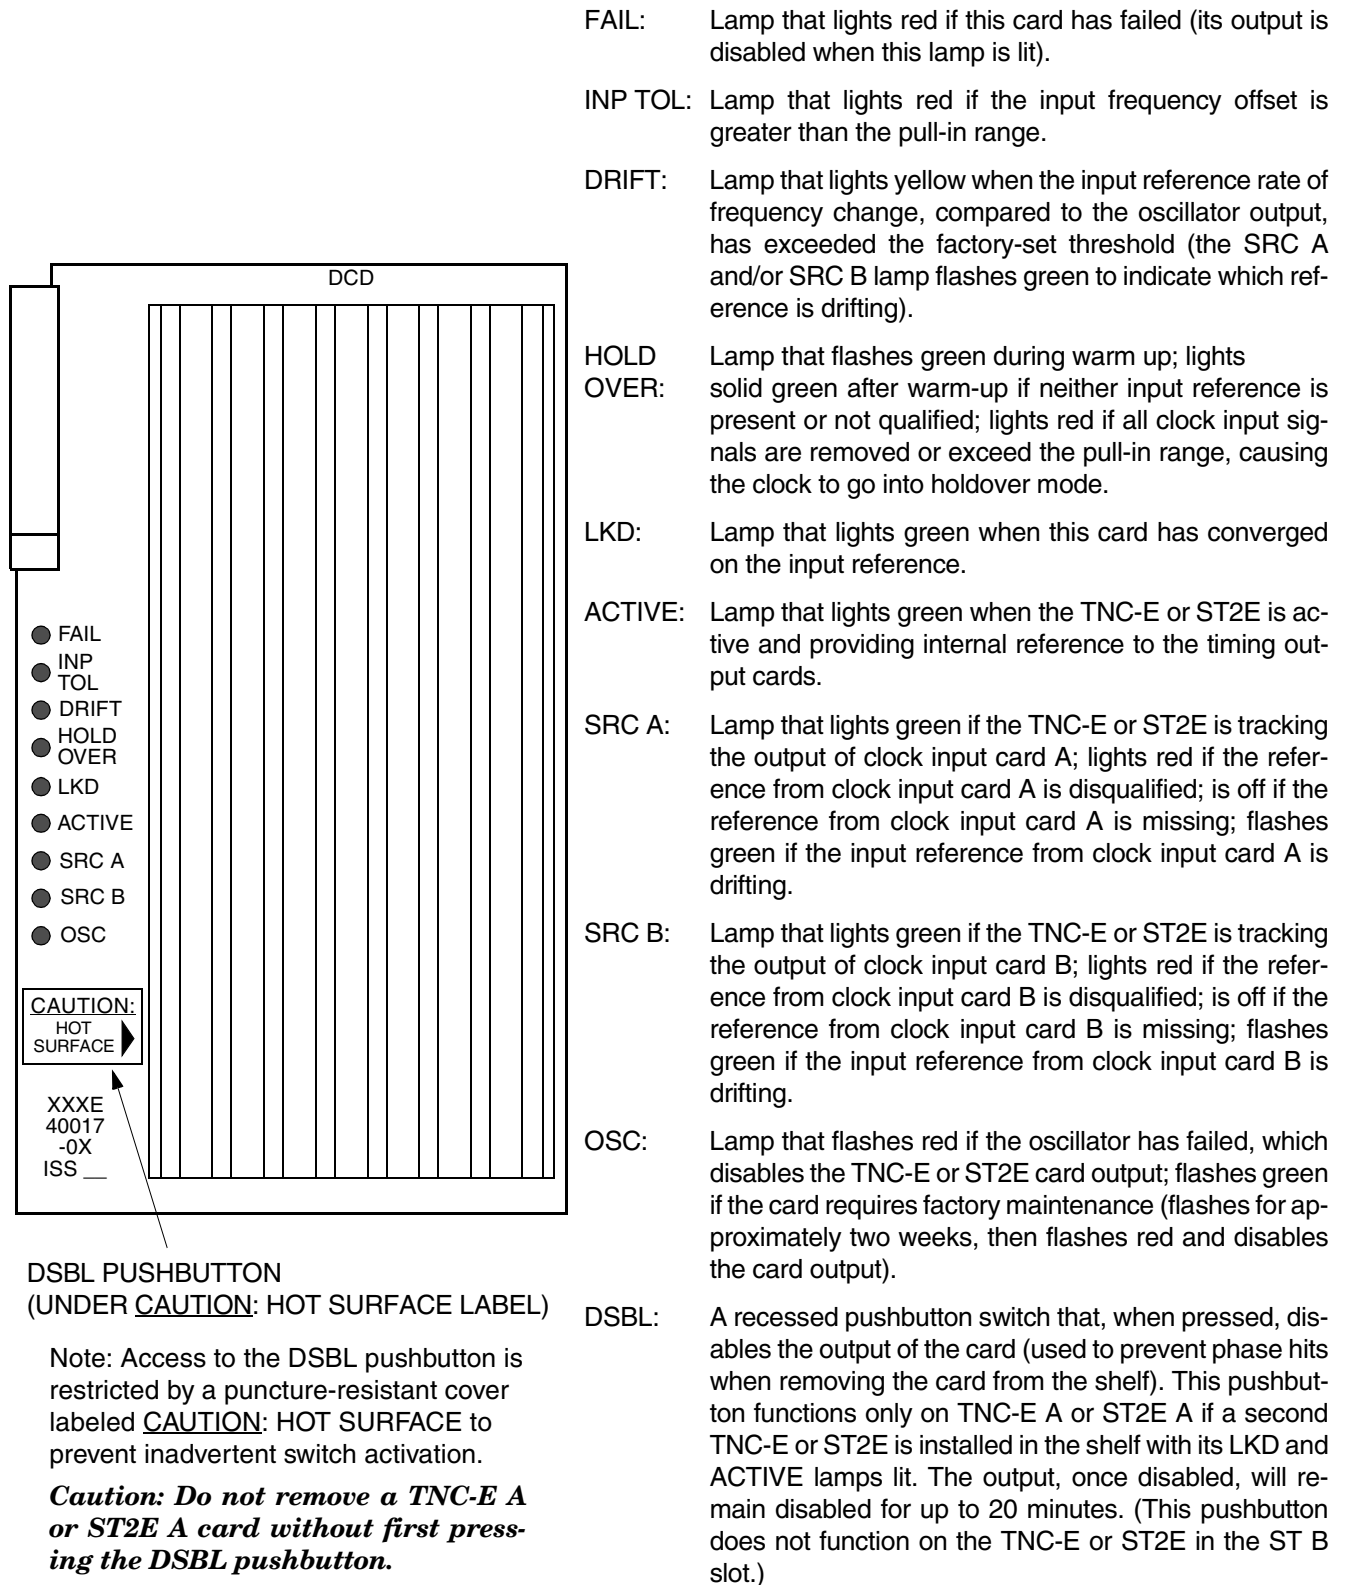 DCD
FAIL
INP
TOL
DRIFT
HOLD
OVER
LKD
ACTIVE
SRC A
SRC B
OSC
CAUTION:
HOT
SURFACE
XXXE
40017
-0X
ISS __
DSBL PUSHBUTTON
(UNDER CAUTION: HOT SURFACE LABEL)
Note: Access to the DSBL pushbutton is
restricted by a puncture-resistant cover
labeled CAUTION: HOT SURFACE to
prevent inadvertent switch activation.
Caution: Do not remove a TNC-E A
or ST2E A card without first press-
ing the DSBL pushbutton.
FAIL: Lamp that lights red if this card has failed (its output is
disabled when this lamp is lit).
INP TOL: Lamp that lights red if the input frequency offset is
greater than the pull-in range.
DRIFT: Lamp that lights yellow when the input reference rate of
frequency change, compared to the oscillator output,
has exceeded the factory-set threshold (the SRC A
and/or SRC B lamp flashes green to indicate which ref-
erence is drifting).
HOLD Lamp that flashes green during warm up; lights
OVER: solid green after warm-up if neither input reference is
present or not qualified; lights red if all clock input sig-
nals are removed or exceed the pull-in range, causing
the clock to go into holdover mode.
LKD: Lamp that lights green when this card has converged
on the input reference.
ACTIVE: Lamp that lights green when the TNC-E or ST2E is ac-
tive and providing internal reference to the timing out-
put cards.
SRC A: Lamp that lights green if the TNC-E or ST2E is tracking
the output of clock input card A; lights red if the refer-
ence from clock input card A is disqualified; is off if the
reference from clock input card A is missing; flashes
green if the input reference from clock input card A is
drifting.
SRC B: Lamp that lights green if the TNC-E or ST2E is tracking
the output of clock input card B; lights red if the refer-
ence from clock input card B is disqualified; is off if the
reference from clock input card B is missing; flashes
green if the input reference from clock input card B is
drifting.
OSC: Lamp that flashes red if the oscillator has failed, which
disables the TNC-E or ST2E card output; flashes green
if the card requires factory maintenance (flashes for ap-
proximately two weeks, then flashes red and disables
the card output).
DSBL: A recessed pushbutton switch that, when pressed, dis-
ables the output of the card (used to prevent phase hits
when removing the card from the shelf). This pushbut-
ton functions only on TNC-E A or ST2E A if a second
TNC-E or ST2E is installed in the shelf with its LKD and
ACTIVE lamps lit. The output, once disabled, will re-
main disabled for up to 20 minutes. (This pushbutton
does not function on the TNC-E or ST2E in the ST B
slot.)